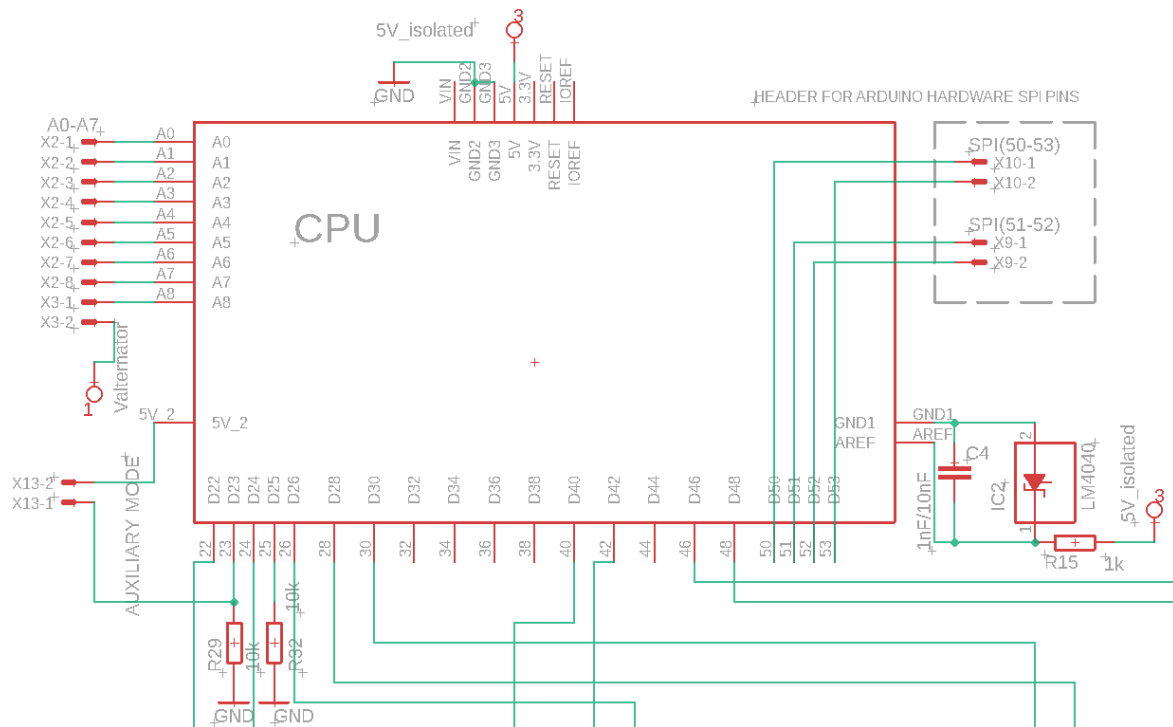 5V_isolated
3
GND
VIN
GND2
GND3
5V
3.3V
RESET
IOREF
HEADER FOR ARDUINO HARDWARE SPI PINS
A0-A7
X2-1
X2-2
X2-3
X2-4
X2-5
X2-6
X2-7
X2-8
X3-1
X3-2
A0
A1
A2
A3
A4
A5
A6
A7
A8
A0
A1
A2
A3
A4
A5
A6
A7
A8
VIN
GND2
GND3
5V
3.3V
RESET
IOREF
CPU
SPI(50-53)
X10-1
X10-2
SPI(51-52)
X9-1
X9-2
Valternator
1
5V_2
5V_2
GND1
AREF
GND1
AREF
C4
1nF/10nF
2
IC2
LM4040
1
5V_isolated
3
R15
1k
X13-2
X13-1
AUXILIARY MODE
D22
D23
D24
D25
D26
D28
D30
D32
D34
D36
D38
D40
D42
D44
D46
D48
D50
D51
D52
D53
22
23
24
25
26
28
30
32
34
36
38
40
42
44
46
48
50
51
52
53
R29
10k
R32
10k
GND
GND